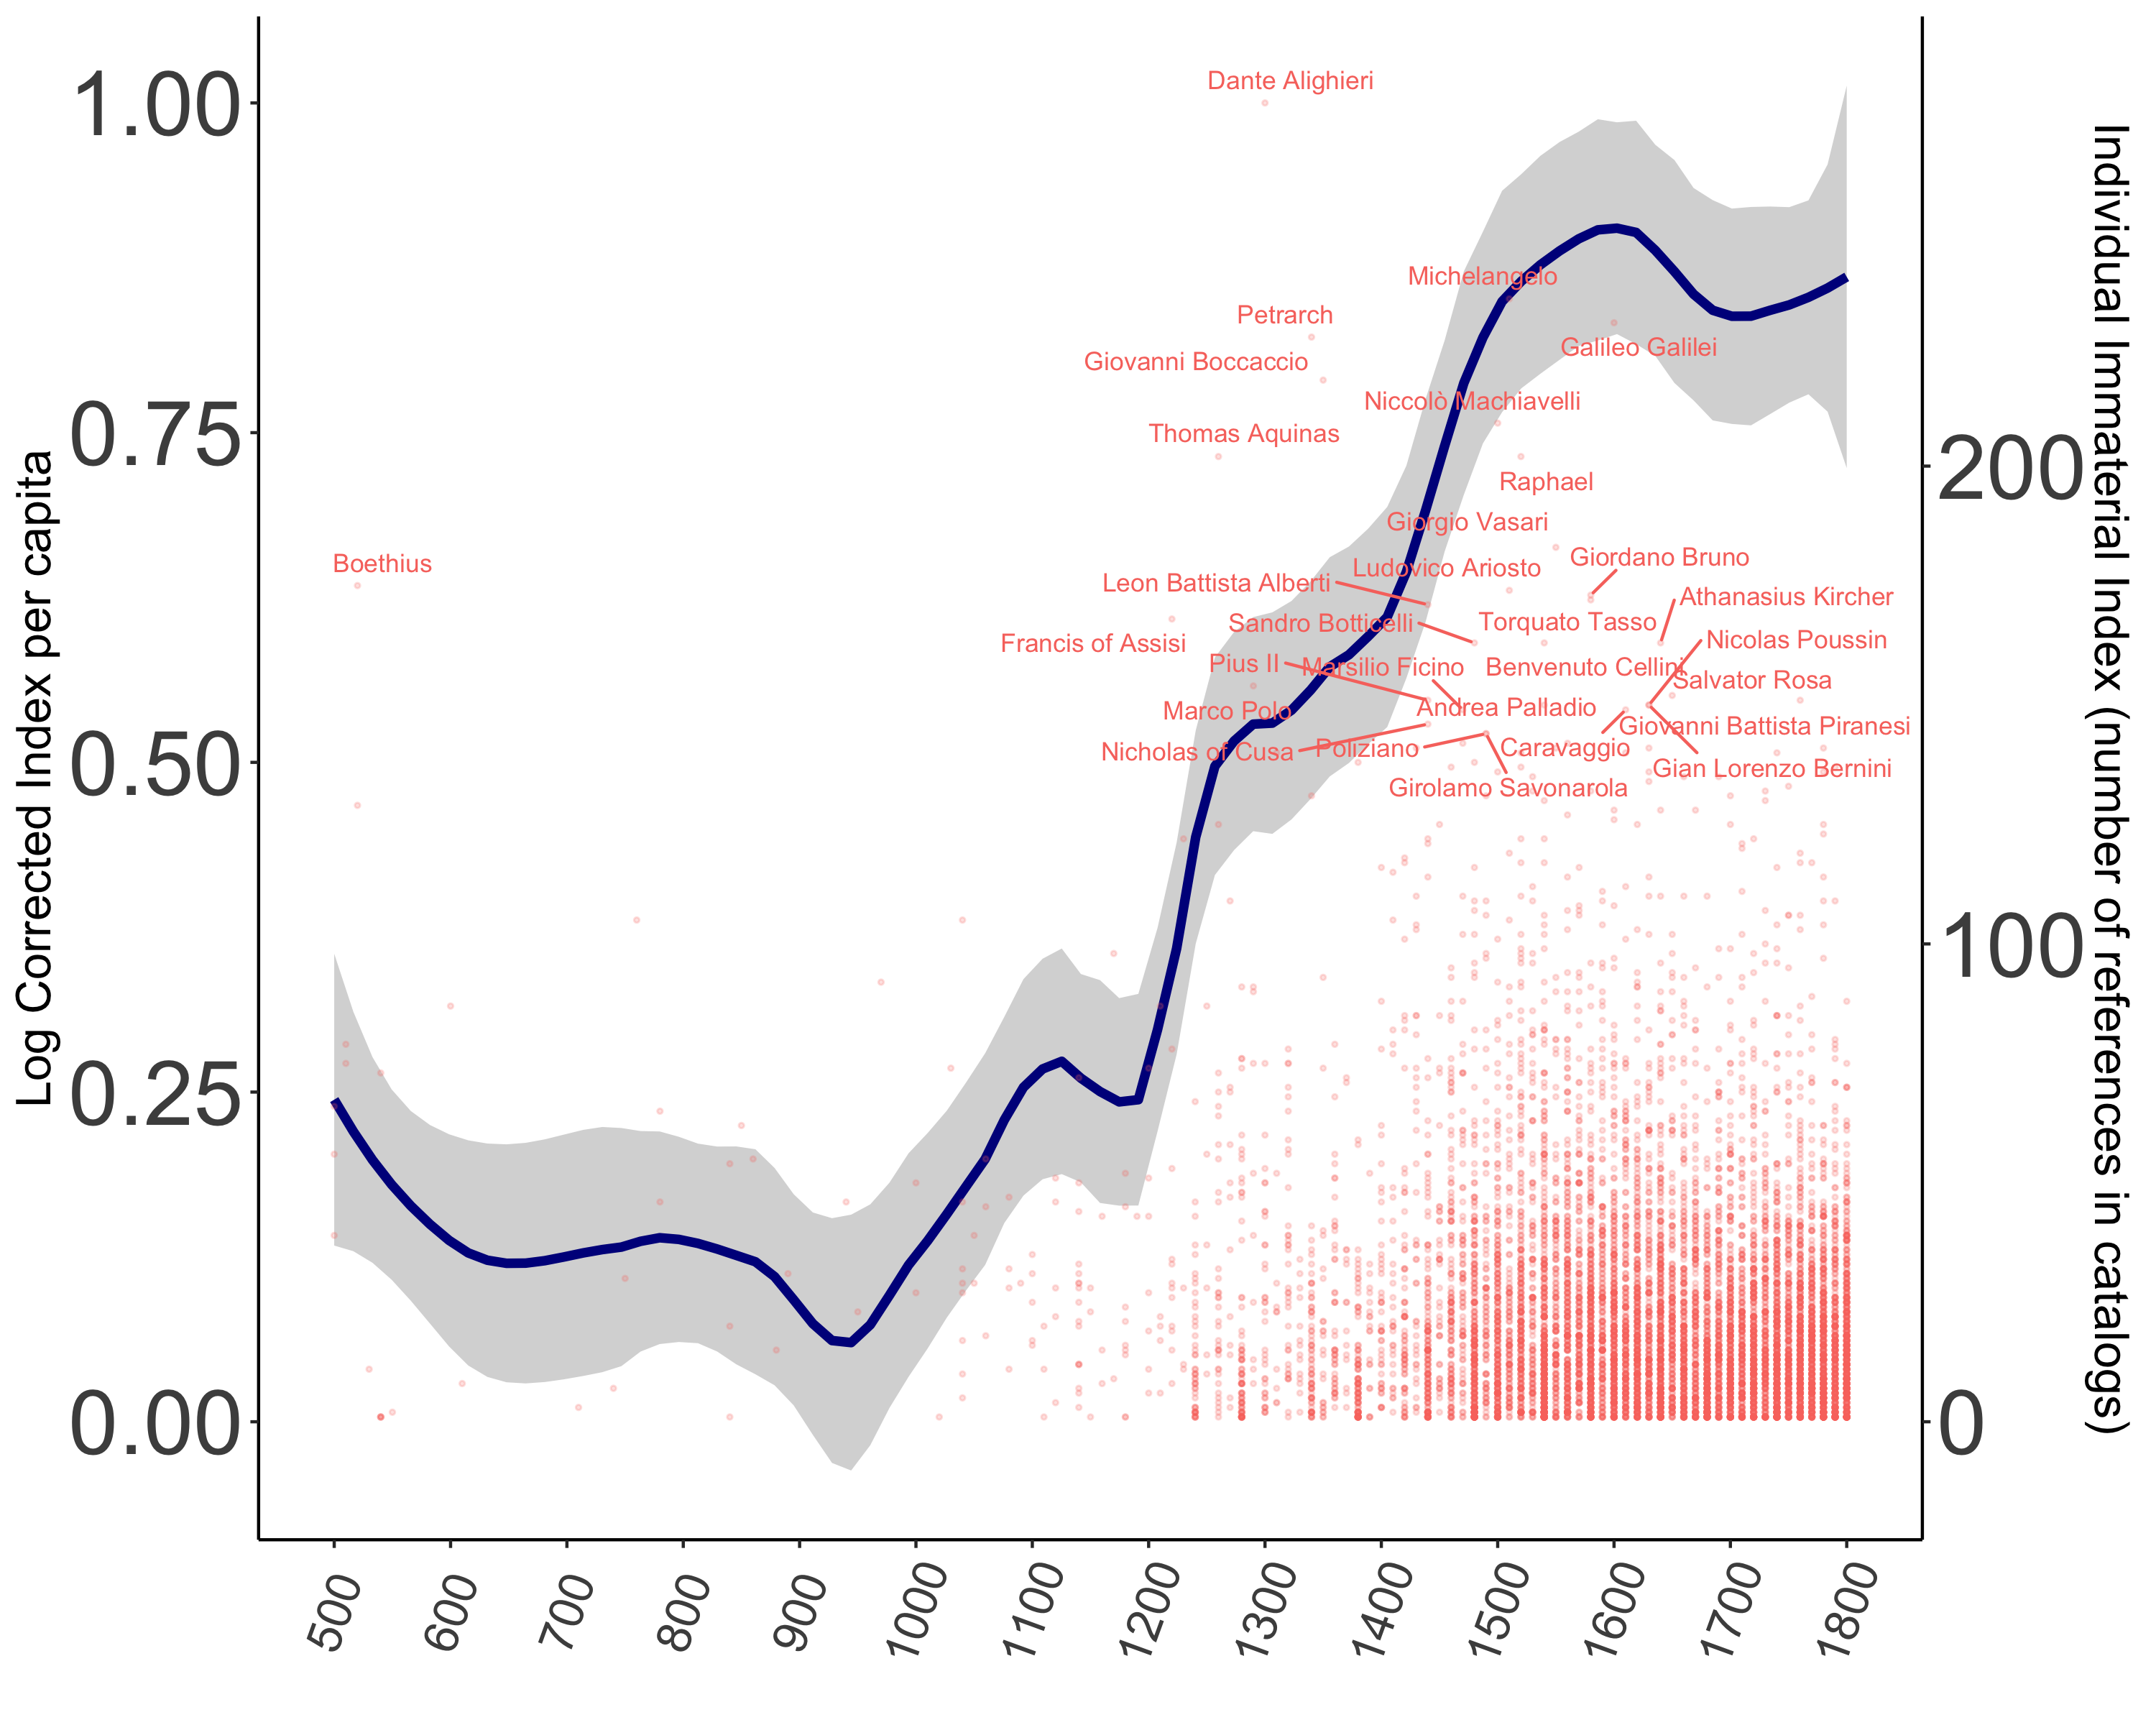 Log Corrected Index per capita
1.00
0.75
0.50
0.25
0.00
Dante Alighieri
Michelangelo
Petrarch
Galileo Galilei
Giovanni Boccaccio
Niccolò Machiavelli
Thomas Aquinas
Raphael
Giorgio Vasari
Boethius
Giordano Bruno
Ludovico Ariosto
Leon Battista Alberti
Athanasius Kircher
Sandro Botticelli
Torquato Tasso
Francis of Assisi
Nicolas Poussin
Pius II
Marsilio Ficino
Benvenuto Cellini
Salvator Rosa
Marco Polo
Andrea Palladio
Giovanni Battista Piranesi
Nicholas of Cusa
Poliziano
Caravaggio
Gian Lorenzo Bernini
Girolamo Savonarola
200
100
0
Individual Immaterial Index (number of references in catalogs)
500
600
700
800
900
1000
1100
1200
1300
1400
1500
1600
1700
1800